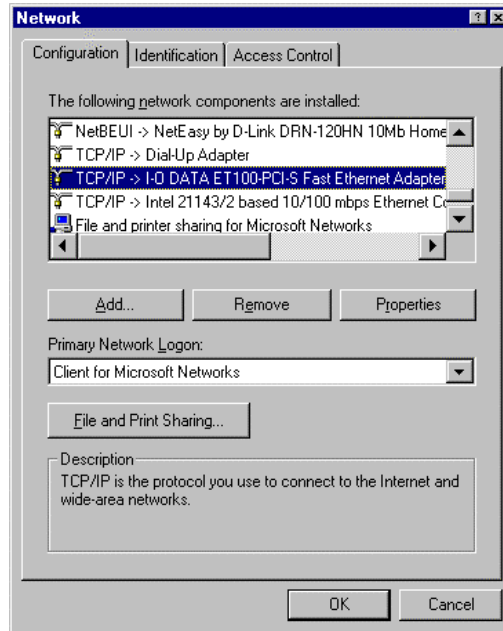 Network
Configuration Identification Access Control
The following network components are installed:
NetBEUI -> NetEasy by D-Link DRN-120HN 10Mb Home
TCP/IP -> Dial-Up Adapter
TCP/IP -> I-O DATA ET100-PCI-S Fast Ethernet Adapter
TCP/IP -> Intel 21143/2 based 10/100 mbps Ethernet Co
File and printer sharing for Microsoft Networks
Add... Remove Properties
Primary Network Logon:
Client for Microsoft Networks
File and Print Sharing...
Description
TCP/IP is the protocol you use to connect to the Internet and
wide-area networks.
OK Cancel